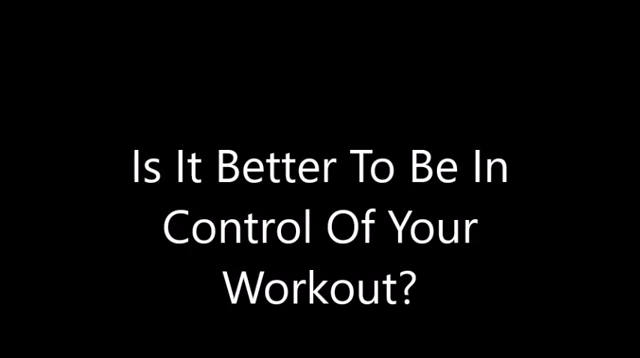 Is It Better To Be In
Control Of Your
Workout?